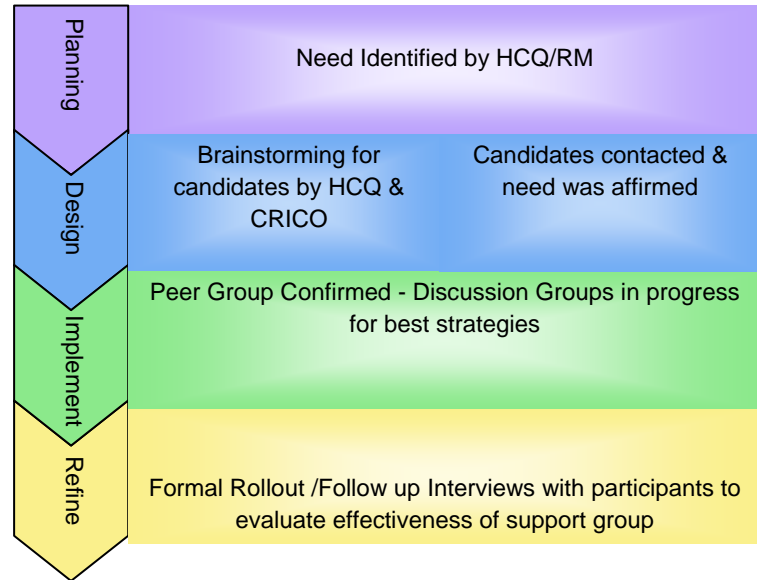 Planning
Need Identified by HCQ/RM
Design
Brainstorming for
candidates by HCQ &
CRICO
Candidates contacted &
need was affirmed
Implement
Peer Group Confirmed - Discussion Groups in progress
for best strategies
Refine
Formal Rollout /Follow up Interviews with participants to
evaluate effectiveness of support group